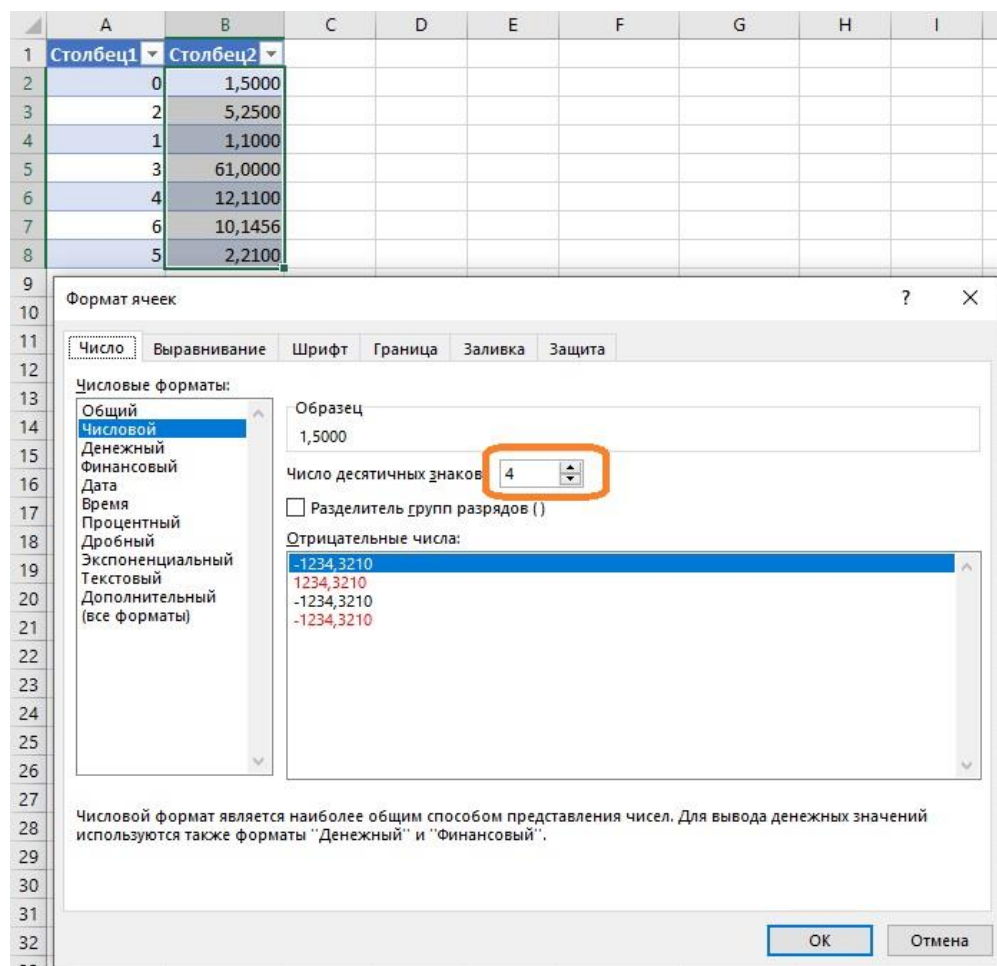 A B C D E F G H I
1 Столбец1 Столбец2
2 0 1,5000
3 2 5,2500
4 1 1,1000
5 3 61,0000
6 4 12,1100
7 6 10,1456
8 5 2,2100
9
Формат ячеек ? ×
10
11
Число Выравнивание Шрифт Граница Заливка Защита
12
Числовые форматы:
13
Общий Образец
14
Числовой 1,5000
Денежный
15
Финансовый Число десятичных знаков 4
16
Дата
Время Разделитель групп разрядов ( )
17
Процентный
18
Дробный Отрицательные числа:
Экспоненциальный -1234,3210
19
Текстовый 1234,3210
20
Дополнительный -1234,3210
(все форматы) -1234,3210
21
22
23
24
25
26
27
Числовой формат является наиболее общим способом представления чисел. Для вывода денежных значений
28
используются также форматы "Денежный" и "Финансовый".
29
30
31
32 ОК Отмена